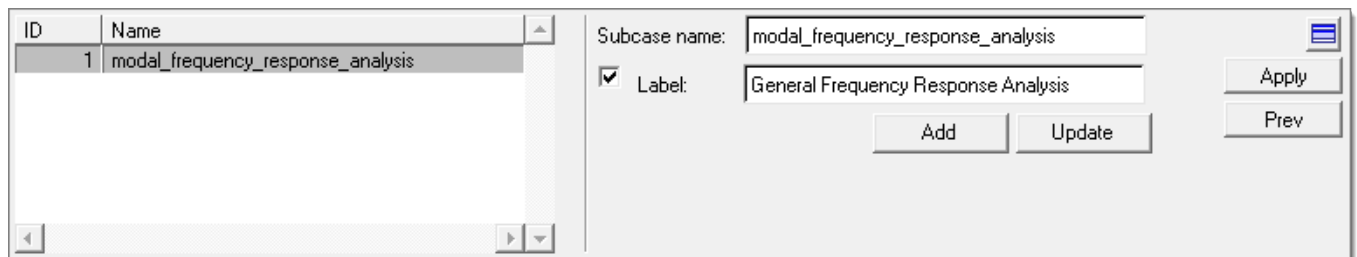 ID Name
1 modal_frequency_response_analysis
Subcase name: modal_frequency_response_analysis
Label: General Frequency Response Analysis
Add Update
Apply
Prev